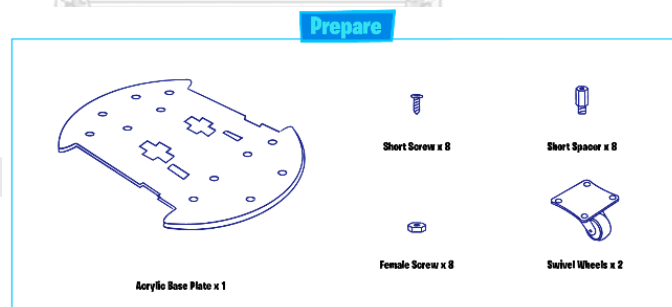 Prepare
Short Screw x 8
Short Spacer x 8
Female Screw x 8
Swivel Wheels x 2
Acrylic Base Plate x 1